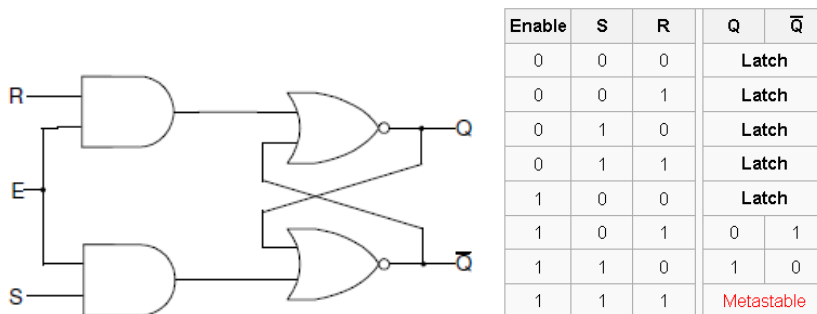 R
E
S
Q
Q̅
Enable S R Q Q̅
0 0 0 Latch
0 0 1 Latch
0 1 0 Latch
0 1 1 Latch
1 0 0 Latch
1 0 1 0 1
1 1 0 1 0
1 1 1 Metastable